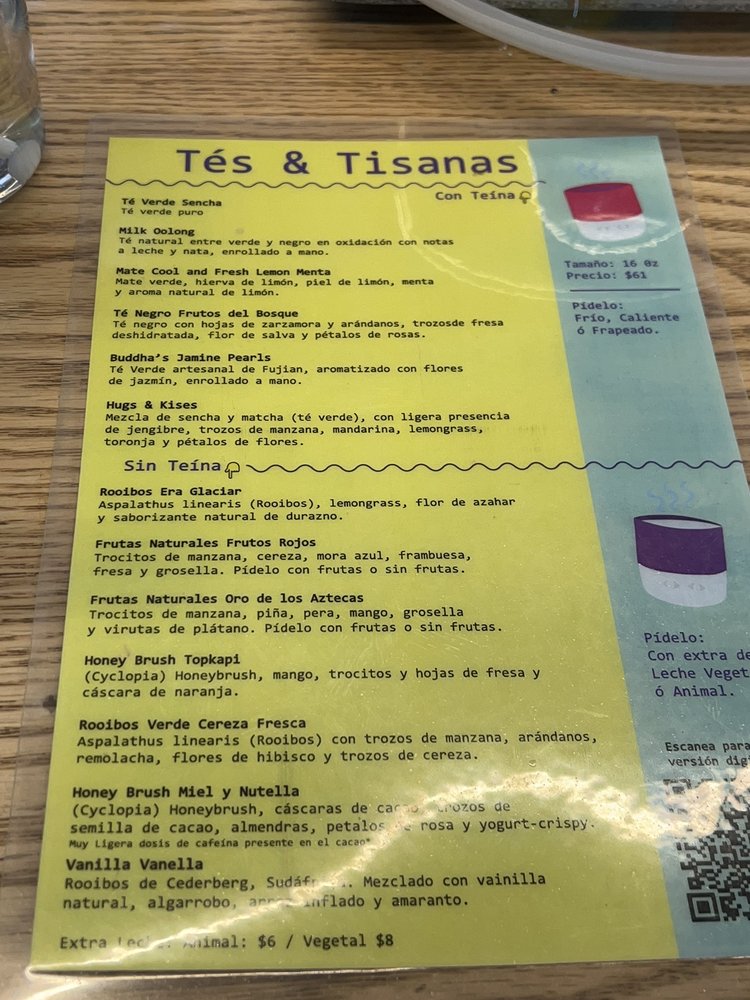 Tés & Tisanas
Con Teína
Té Verde Sencha
Té verde puro
Milk Oolong
Té natural entre verde y negro en oxidación con notas
a leche y nata, enrollado a mano.
Mate Cool and Fresh Lemon Menta
Mate verde, hierva de limón, piel de limón, menta
y aroma natural de limón.
Té Negro Frutos del Bosque
Té negro con hojas de zarzamora y arándanos, trozosde fresa
deshidratada, flor de salva y pétalos de rosas.
Buddha's Jamine Pearls
Té Verde artesanal de Fujian, aromatizado con flores
de jazmín, enrollado a mano.
Hugs & Kises
Mezcla de sencha y matcha (té verde), con ligera presencia
de jengibre, trozos de manzana, mandarina, lemongrass,
toronja y pétalos de flores.
Sin Teína
Rooibos Era Glaciar
Aspalathus linearis (Rooibos), lemongrass, flor de azahar
y saborizante natural de durazno.
Frutas Naturales Frutos Rojos
Trocitos de manzana, cereza, mora azul, frambuesa,
fresa y grosella. Pídelo con frutas o sin frutas.
Frutas Naturales Oro de los Aztecas
Trocitos de manzana, piña, pera, mango, grosella
y virutas de plátano. Pídelo con frutas o sin frutas.
Honey Brush Topkapi
(Cyclopia) Honeybrush, mango, trocitos y hojas de fresa y
cáscara de naranja.
Rooibos Verde Cereza Fresca
Aspalathus linearis (Rooibos) con trozos de manzana, arándanos,
remolacha, flores de hibisco y trozos de cereza.
Honey Brush Miel y Nutella
(Cyclopia) Honeybrush, cáscaras de cacao, trozos de
semilla de cacao, almendras, petalos de rosa y yogurt-crispy.
Muy Ligera dosis de cafeína presente en el cacao*
Vanilla Vanella
Rooibos de Cederberg, Sudáfrica. Mezclado con vainilla
natural, algarrobo, arroz inflado y amaranto.
Extra Leche: Animal: $6 / Vegetal $8
Tamaño: 16 Oz
Precio: $61
Pídelo:
Frío, Caliente
ó Frapeado.
Pídelo:
Con extra de
Leche Veget
ó Animal.
Escanea para
versión digi